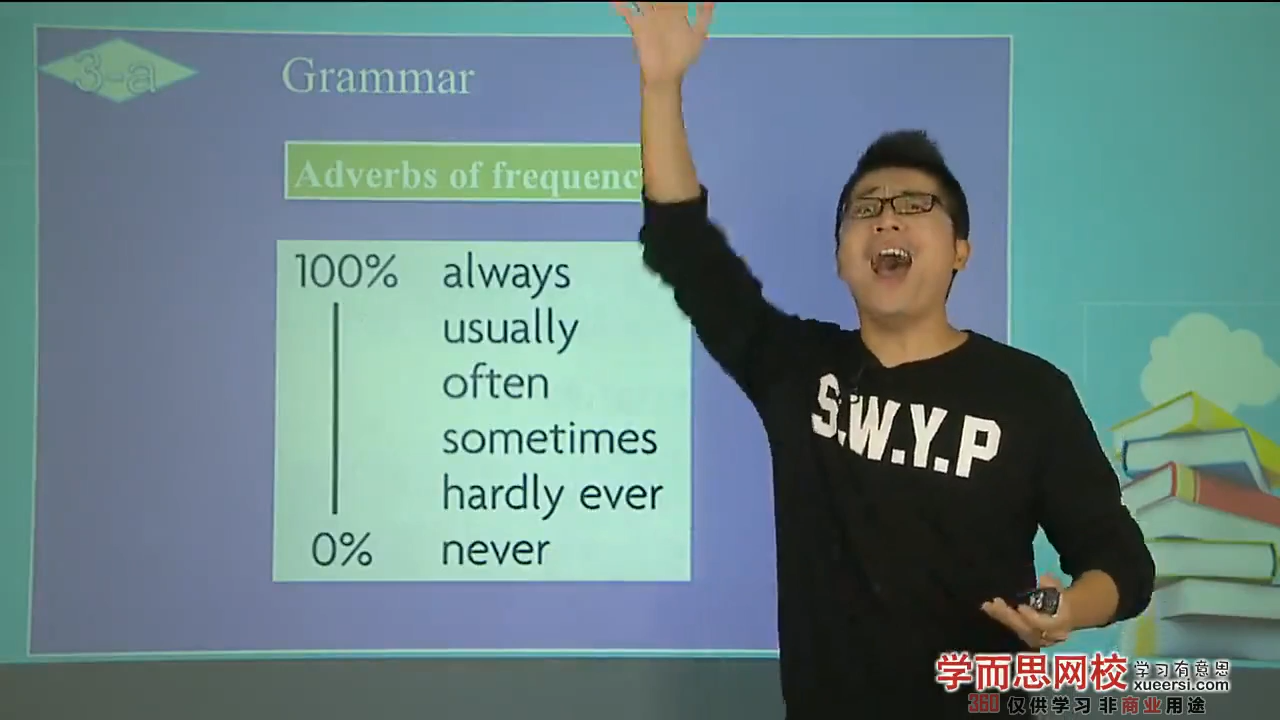 3-a
Grammar
Adverbs of frequenc
100% always
usually
often
sometimes
hardly ever
0% never
S.W.Y.P
学而思网校 学习有意思
xueersi.com
360 仅供学习 非商业用途